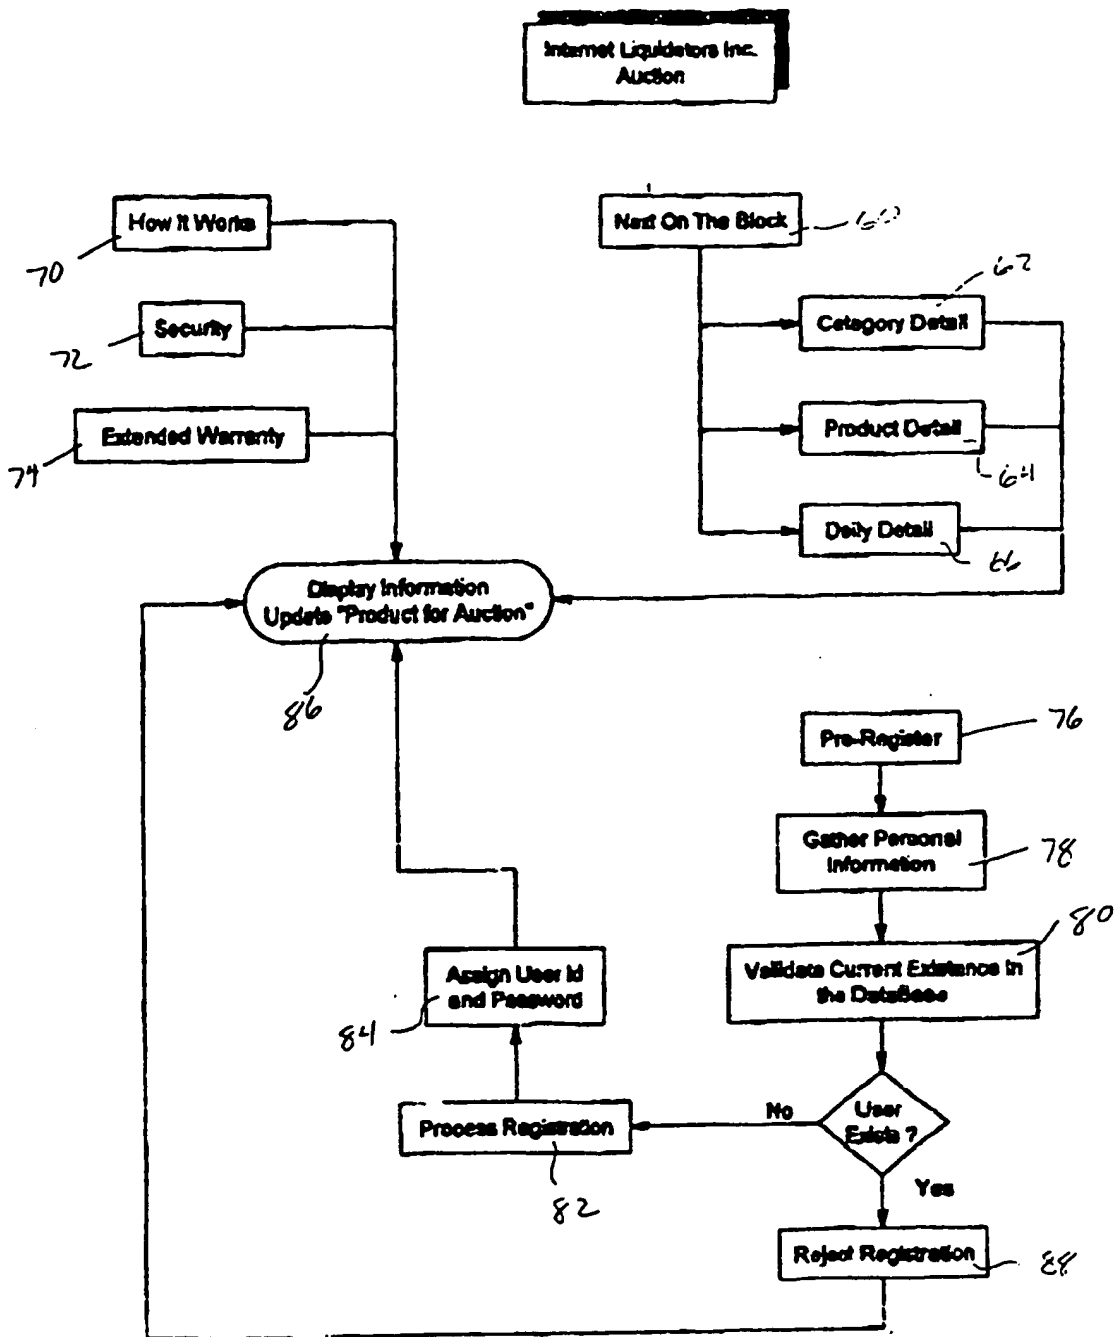 Internet Liquidators Inc.
Auction
How It Works
70
Security
72
Extended Warranty
74
Next On The Block
60
Category Detail
62
Product Detail
64
Daily Detail
66
Display Information
Update "Product for Auction"
86
Pre-Register
76
Gather Personal
Information
78
Validate Current Existence in
the DataBase
80
User
Exists ?
No
Yes
Process Registration
82
Assign User Id
and Password
84
Reject Registration
88